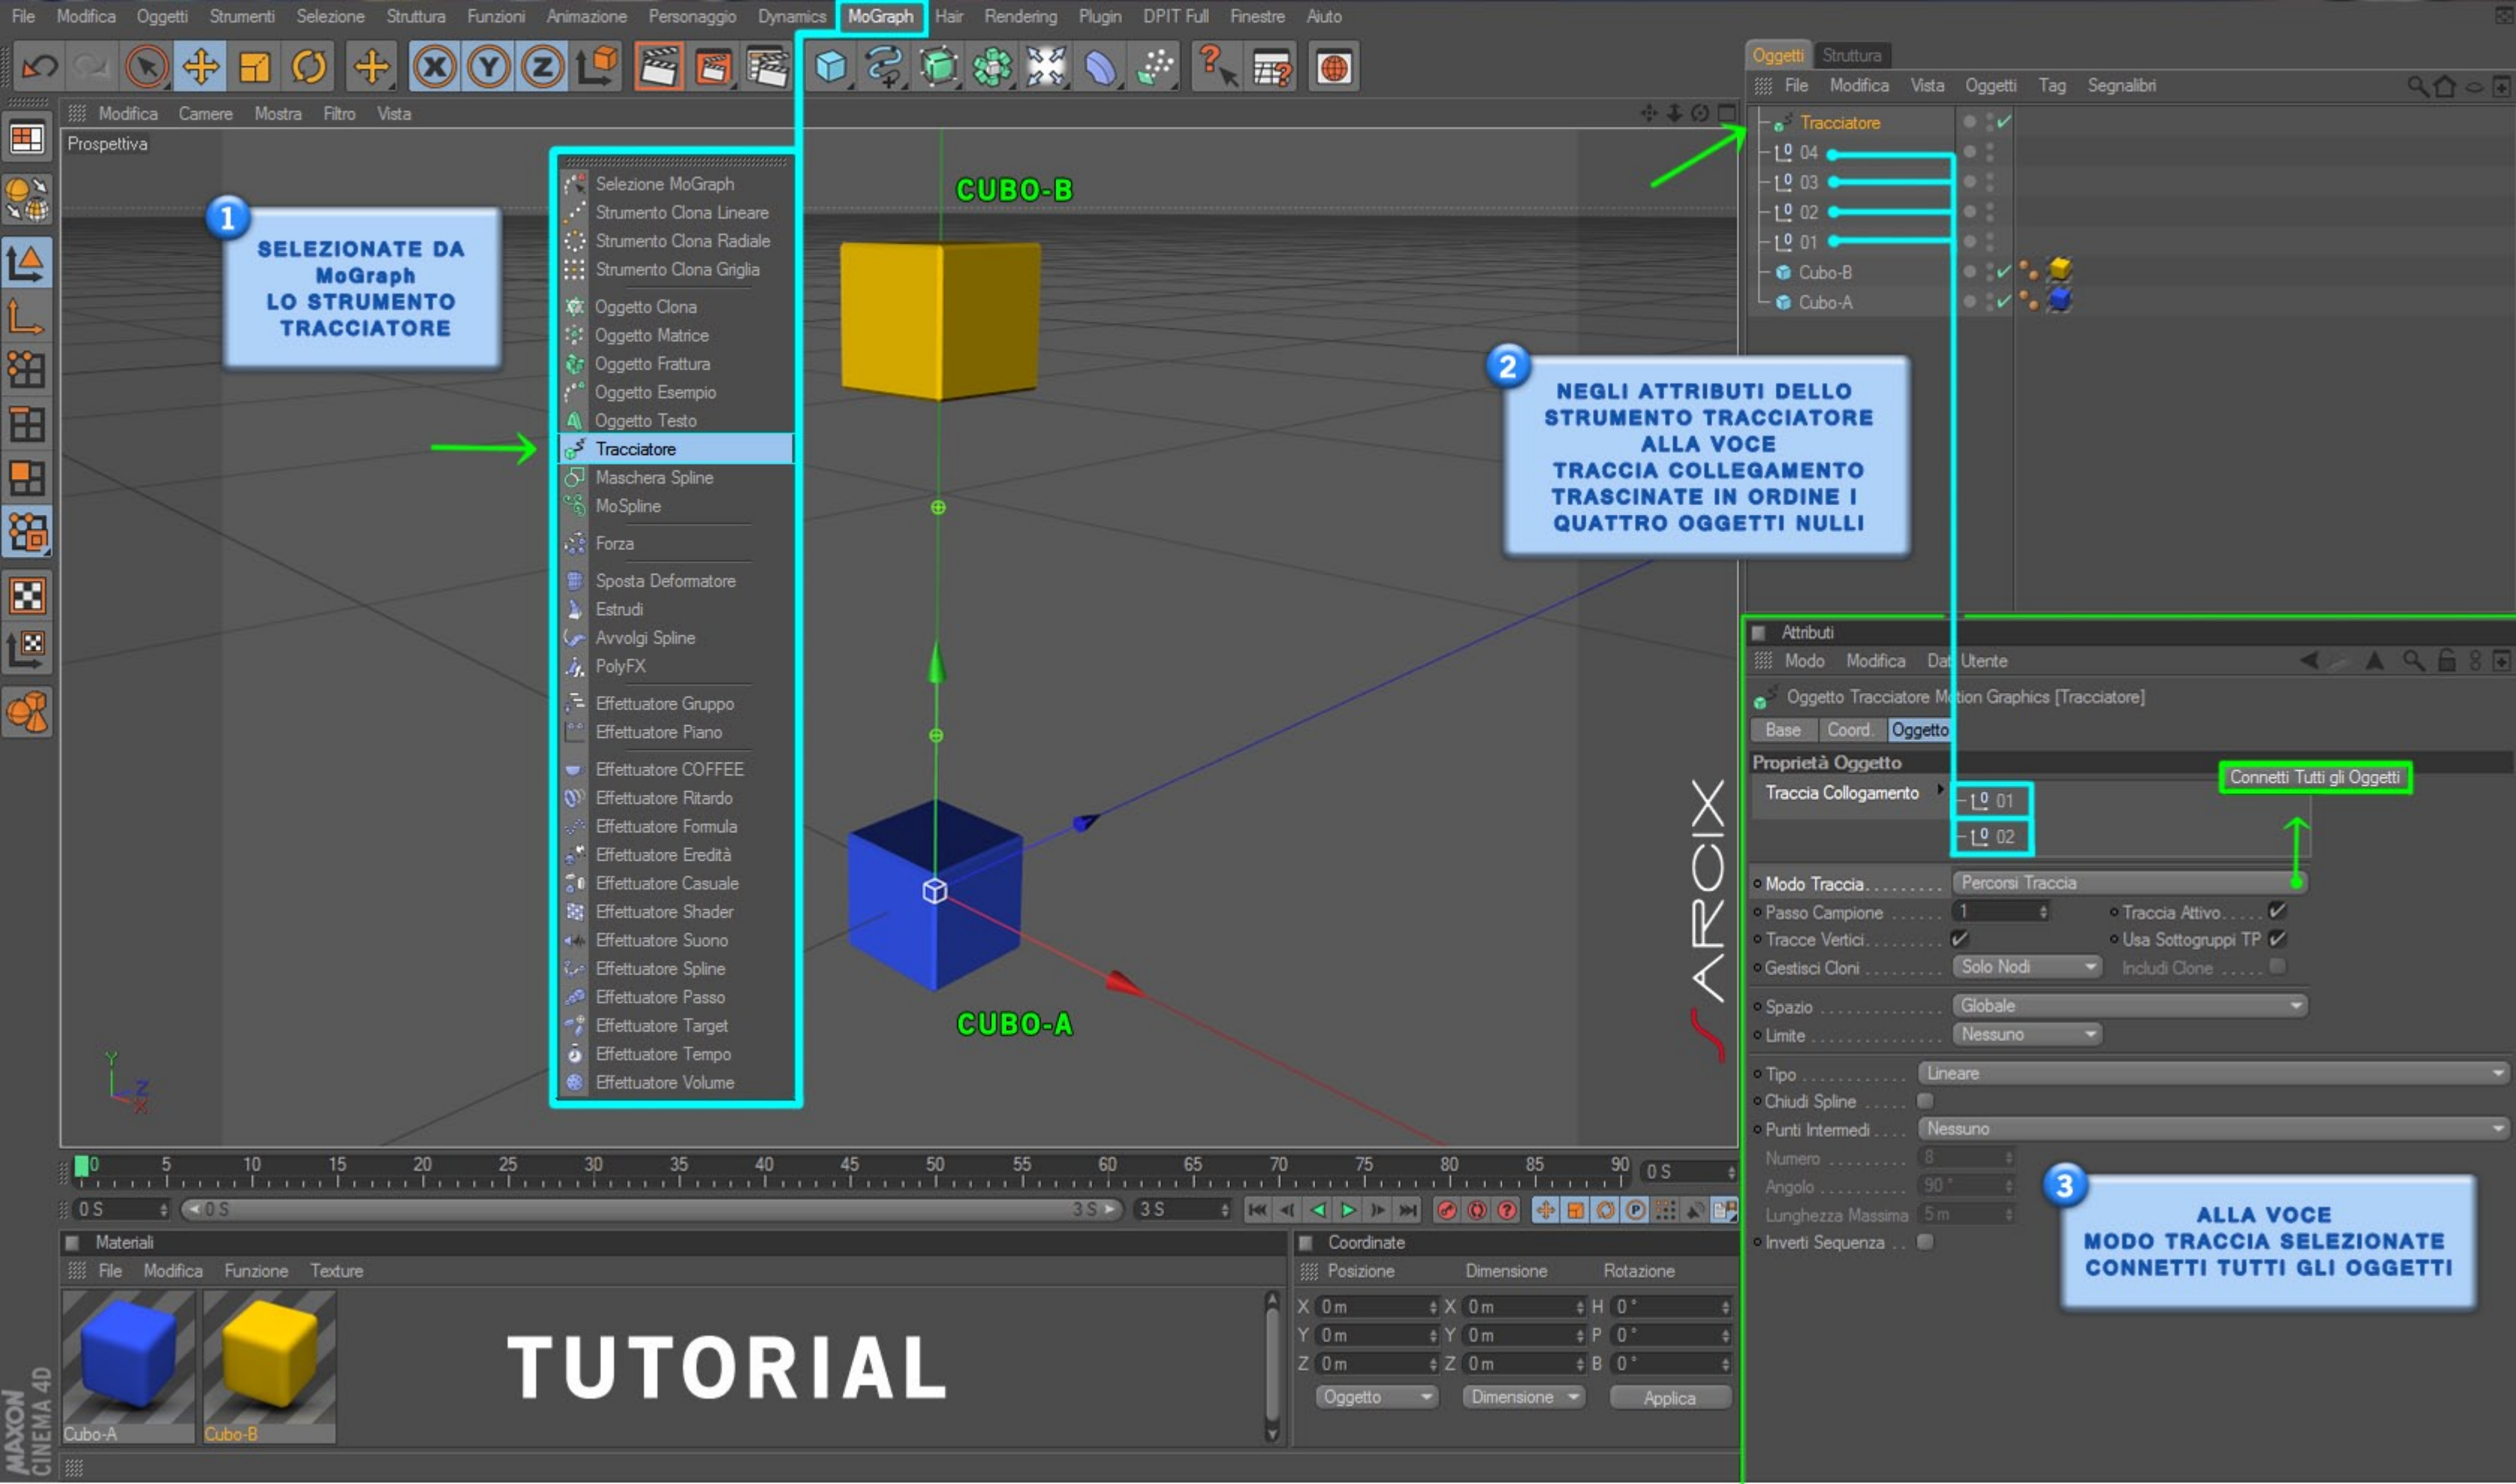 File Modifica Oggetti Strumenti Selezione Struttura Funzioni Animazione Personaggio Dynamics MoGraph Hair Rendering Plugin DPIT Full Finestre Aiuto
X Y Z
Modifica Camere Mostra Filtro Vista
Prospettiva
1
SELEZIONATE DA
MoGraph
LO STRUMENTO
TRACCIATORE
Selezione MoGraph
Strumento Clona Lineare
Strumento Clona Radiale
Strumento Clona Griglia
Oggetto Clona
Oggetto Matrice
Oggetto Frattura
Oggetto Esempio
Oggetto Testo
Tracciatore
Maschera Spline
MoSpline
Forza
Sposta Deformatore
Estrudi
Avvolgi Spline
PolyFX
Effettuatore Gruppo
Effettuatore Piano
Effettuatore COFFEE
Effettuatore Ritardo
Effettuatore Formula
Effettuatore Eredità
Effettuatore Casuale
Effettuatore Shader
Effettuatore Suono
Effettuatore Spline
Effettuatore Passo
Effettuatore Target
Effettuatore Tempo
Effettuatore Volume
CUBO-B
CUBO-A
Y
Z
X
ARCIX
Oggetti Struttura
File Modifica Vista Oggetti Tag Segnalibri
Tracciatore
04
03
02
01
Cubo-B
Cubo-A
2
NEGLI ATTRIBUTI DELLO
STRUMENTO TRACCIATORE
ALLA VOCE
TRACCIA COLLEGAMENTO
TRASCINATE IN ORDINE I
QUATTRO OGGETTI NULLI
Attributi
Modo Modifica Dat Utente
Oggetto Tracciatore Motion Graphics [Tracciatore]
Base Coord. Oggetto
Proprietà Oggetto
Connetti Tutti gli Oggetti
Traccia Collogamento 01
02
Modo Traccia......... Percorsi Traccia
Passo Campione ...... 1 Traccia Attivo.....
Tracce Vertici........ Usa Sottogruppi TP
Gestisci Cloni ......... Solo Nodi Includi Clone .....
Spazio .............. Globale
Limite ............... Nessuno
Tipo ............ Lineare
Chiudi Spline .....
Punti Intermedi .... Nessuno
Numero ......... 8
Angolo .......... 90 °
Lunghezza Massima 5 m
Inverti Sequenza ..
3
ALLA VOCE
MODO TRACCIA SELEZIONATE
CONNETTI TUTTI GLI OGGETTI
0 5 10 15 20 25 30 35 40 45 50 55 60 65 70 75 80 85 90 0 S
0 S 0 S 3 S 3 S
Materiali
File Modifica Funzione Texture
Cubo-A Cubo-B
TUTORIAL
Coordinate
Posizione Dimensione Rotazione
X 0 m X 0 m H 0 °
Y 0 m Y 0 m P 0 °
Z 0 m Z 0 m B 0 °
Oggetto Dimensione Applica
MAXON
CINEMA 4D